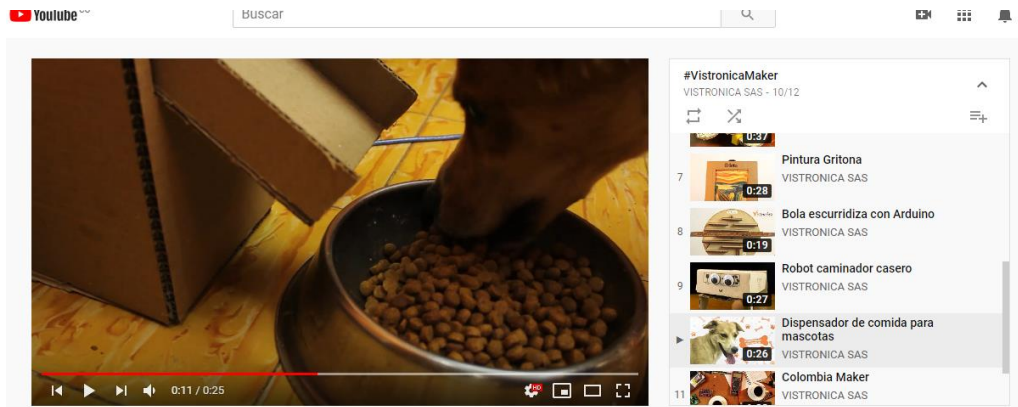 YouTube CO
Buscar
#VistronicaMaker
VISTRONICA SAS - 10/12
0:37
7
Pintura Gritona
VISTRONICA SAS
0:28
8
Bola escurridiza con Arduino
VISTRONICA SAS
0:19
9
Robot caminador casero
VISTRONICA SAS
0:27
Dispensador de comida para
mascotas
VISTRONICA SAS
0:26
11
Colombia Maker
VISTRONICA SAS
0:11 / 0:25
HD